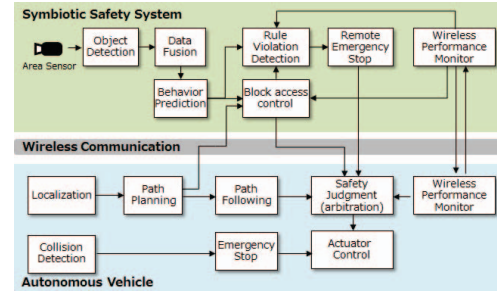 Symbiotic Safety System
Area Sensor
Object
Detection
Data
Fusion
Behavior
Prediction
Rule
Violation
Detection
Remote
Emergency
Stop
Wireless
Performance
Monitor
Block access
control
Wireless Communication
Localization
Path
Planning
Path
Following
Safety
Judgment
(arbitration)
Wireless
Performance
Monitor
Collision
Detection
Emergency
Stop
Actuator
Control
Autonomous Vehicle